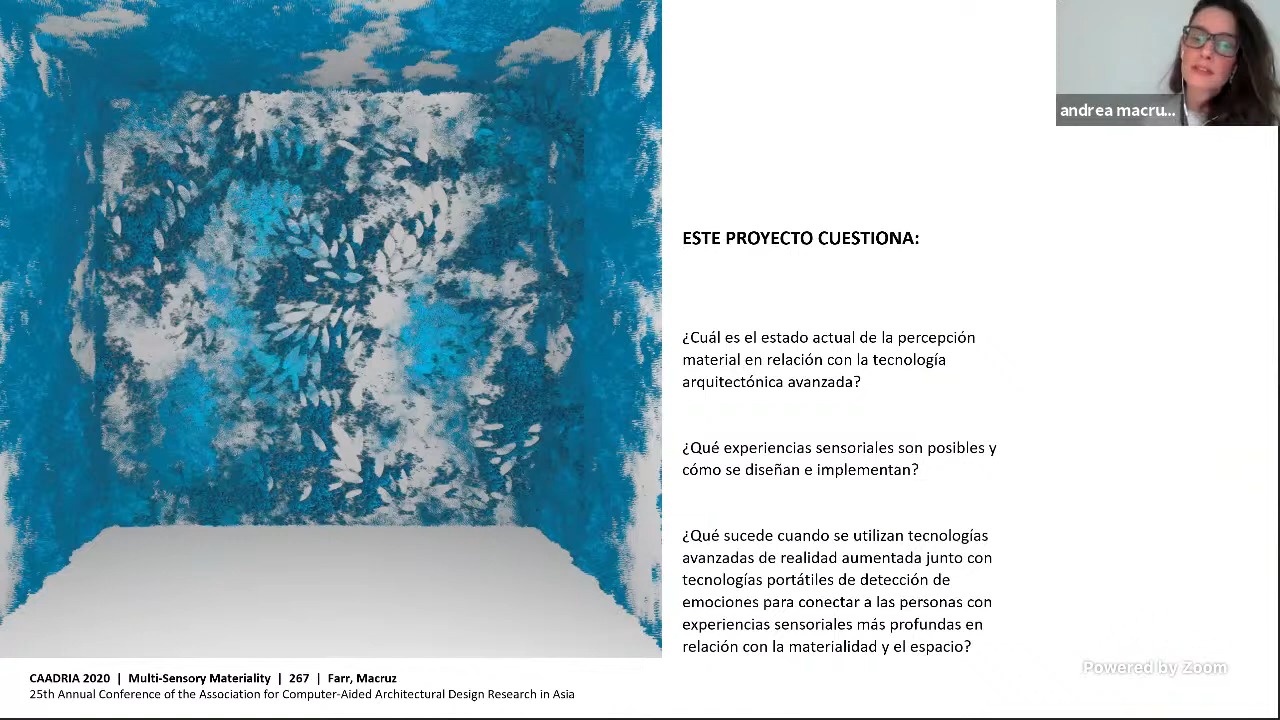 andrea macru...
ESTE PROYECTO CUESTIONA:
¿Cuál es el estado actual de la percepción
material en relación con la tecnología
arquitectónica avanzada?
¿Qué experiencias sensoriales son posibles y
cómo se diseñan e implementan?
¿Qué sucede cuando se utilizan tecnologías
avanzadas de realidad aumentada junto con
tecnologías portátiles de detección de
emociones para conectar a las personas con
experiencias sensoriales más profundas en
relación con la materialidad y el espacio?
Powered by Zoom
CAADRIA 2020 | Multi-Sensory Materiality | 267 | Farr, Macruz
25th Annual Conference of the Association for Computer-Aided Architectural Design Research in Asia